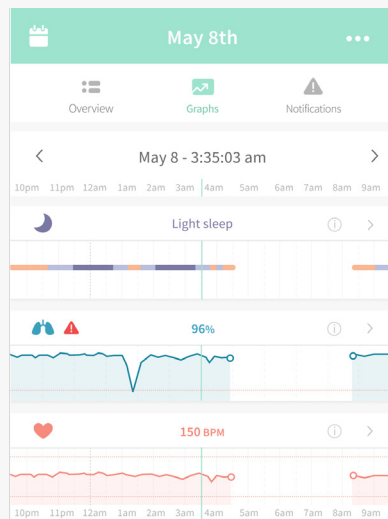 May 8th
Overview Graphs Notifications
May 8 - 3:35:03 am
10pm 11pm 12am 1am 2am 3am 4am 5am 6am 7am 8am 9am
Light sleep
96%
150 BPM
10pm 11pm 12am 1am 2am 3am 4am 5am 6am 7am 8am 9am